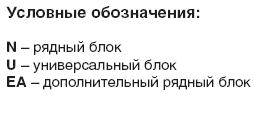 Условные обозначения:
N – рядный блок
U – универсальный блок
EA – дополнительный рядный блок